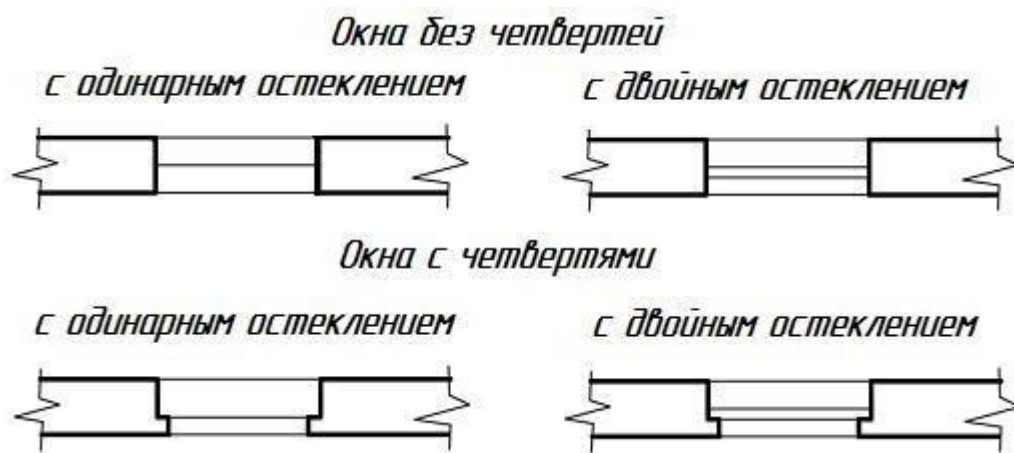 Окна без четвертей
с одинарным остеклением
с двойным остеклением
Окна с четвертями
с одинарным остеклением
с двойным остеклением